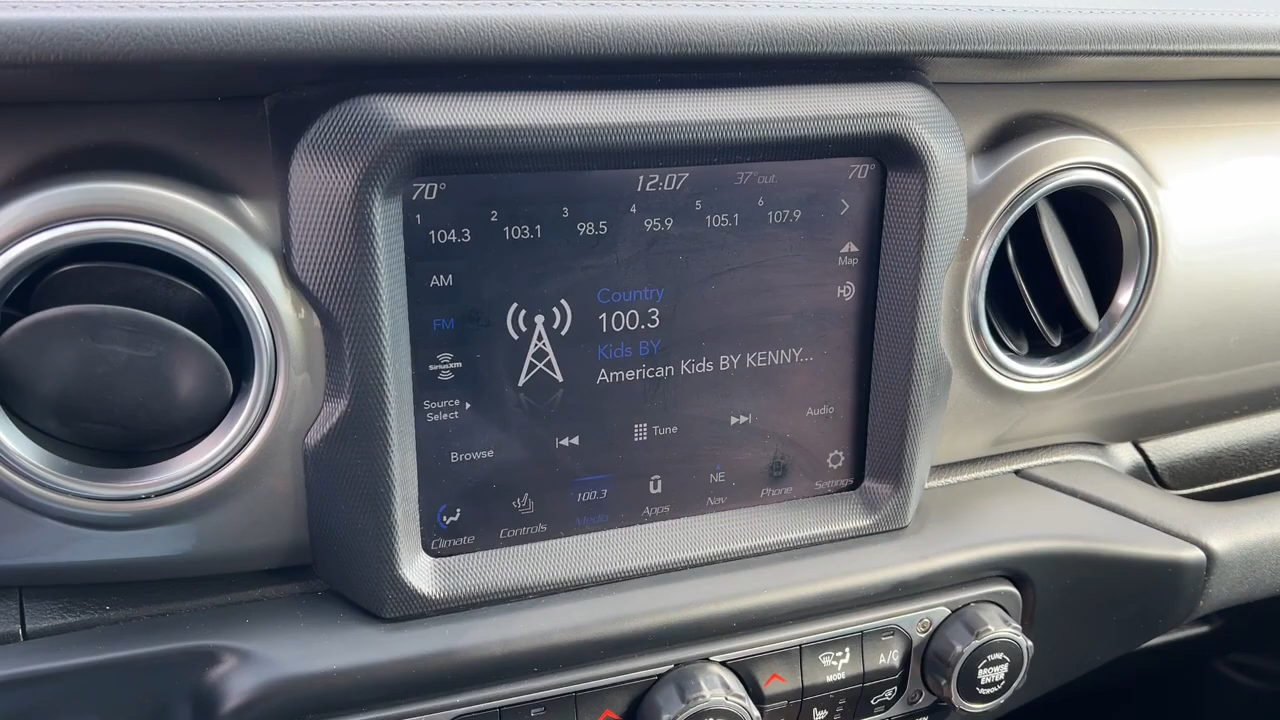 70°
12:07
37° out.
70°
1
2
3
4
5
6
104.3
103.1
98.5
95.9
105.1
107.9
AM
Map
FM
HD
Country
100.3
Kids BY
American Kids BY KENNY...
siriusxm
Source
Select
Audio
Tune
Browse
100.3
NE
Climate
Controls
Media
Apps
Nav
Phone
Settings
MODE
A/C
TUNE
BROWSE
ENTER
SCROLL